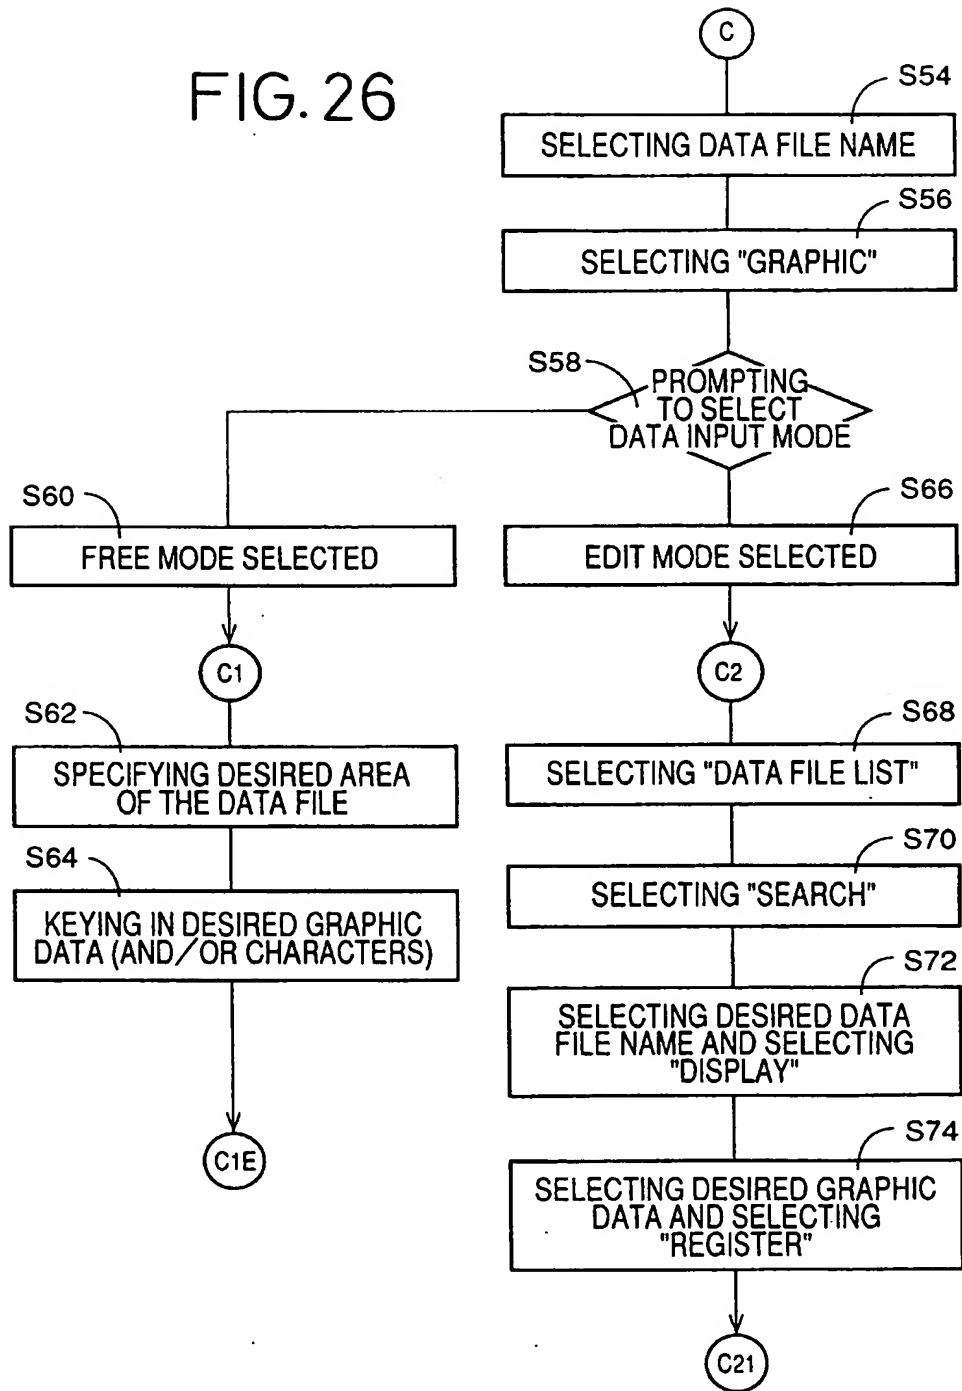 FIG. 26
C
S54
SELECTING DATA FILE NAME
S56
SELECTING "GRAPHIC"
S58
PROMPTING
TO SELECT
DATA INPUT MODE
S60
FREE MODE SELECTED
C1
S62
SPECIFYING DESIRED AREA
OF THE DATA FILE
S64
KEYING IN DESIRED GRAPHIC
DATA (AND/OR CHARACTERS)
C1E
S66
EDIT MODE SELECTED
C2
S68
SELECTING "DATA FILE LIST"
S70
SELECTING "SEARCH"
S72
SELECTING DESIRED DATA
FILE NAME AND SELECTING
"DISPLAY"
S74
SELECTING DESIRED GRAPHIC
DATA AND SELECTING
"REGISTER"
C21